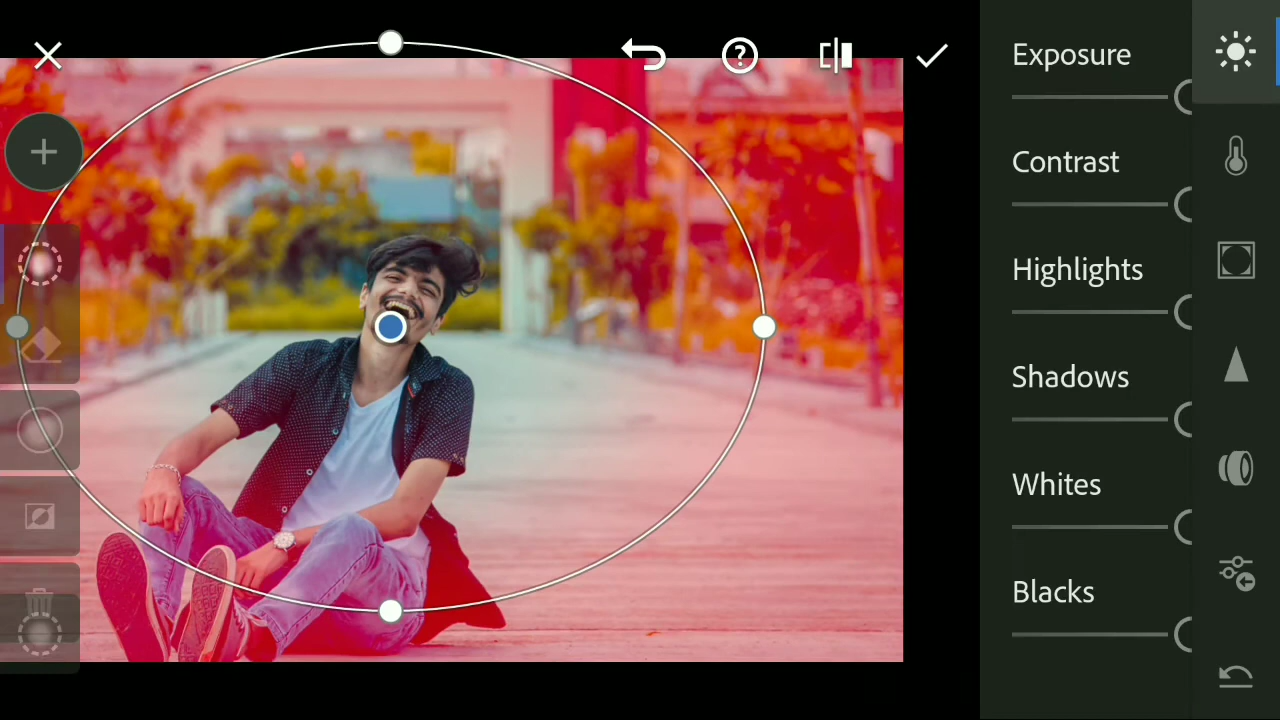 Exposure
Contrast
Highlights
Shadows
Whites
Blacks